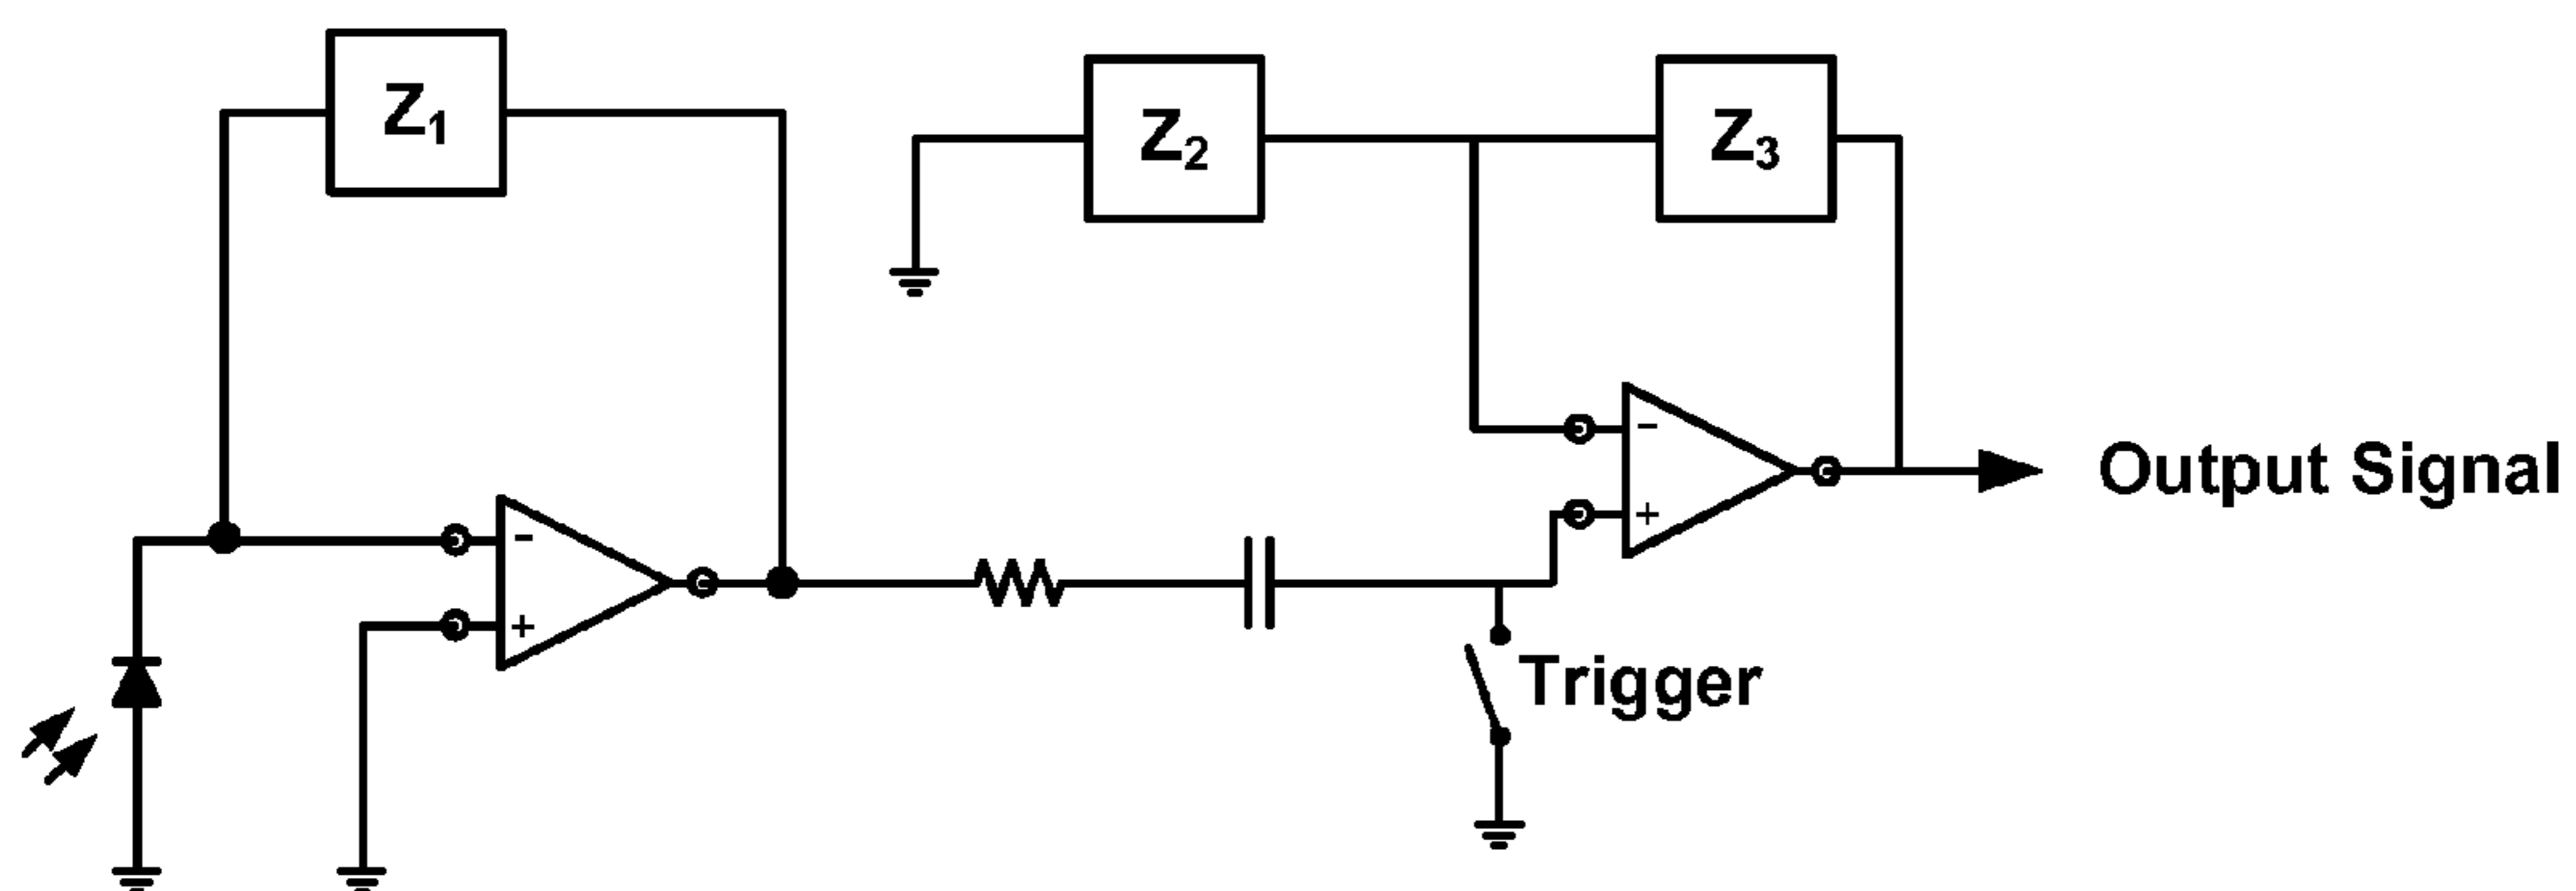 Z1
Z2
Z3
-
+
-
+
Output Signal
Trigger